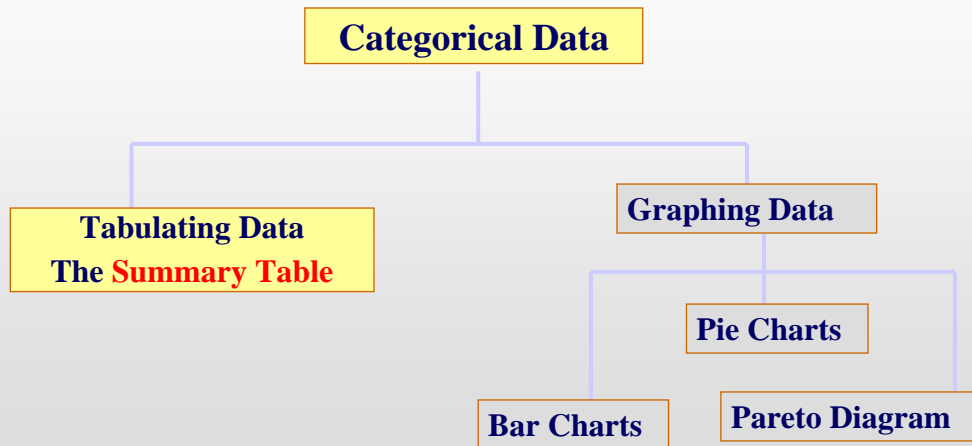 Categorical Data
Tabulating Data
The Summary Table
Graphing Data
Pie Charts
Bar Charts
Pareto Diagram